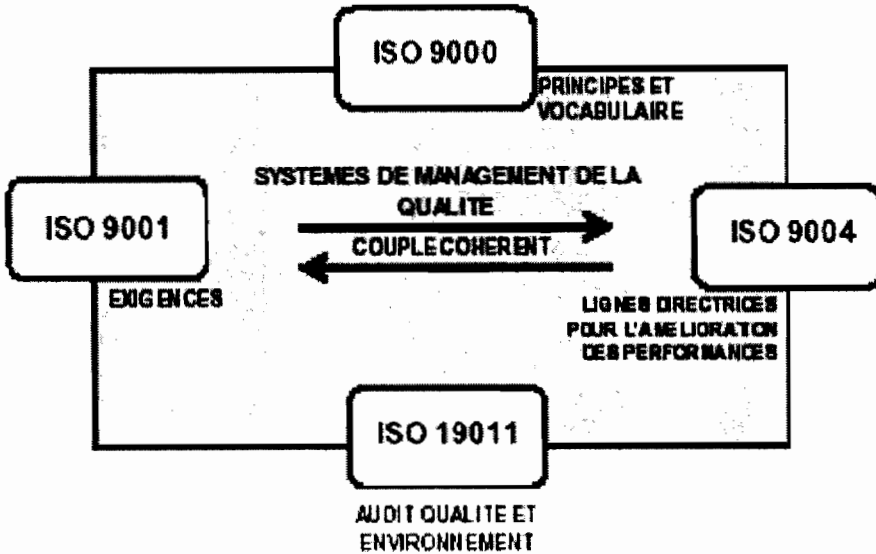 ISO 9000
PRINCIPES ET
VOCABULAIRE
SYSTEMES DE MANAGEMENT DE LA
QUALITE
COUPLE COHERENT
ISO 9001
EXIGENCES
ISO 9004
LIGNES DIRECTRICES
POUR L'AMELIORATION
DES PERFORMANCES
ISO 19011
AUDIT QUALITE ET
ENVIRONNEMENT